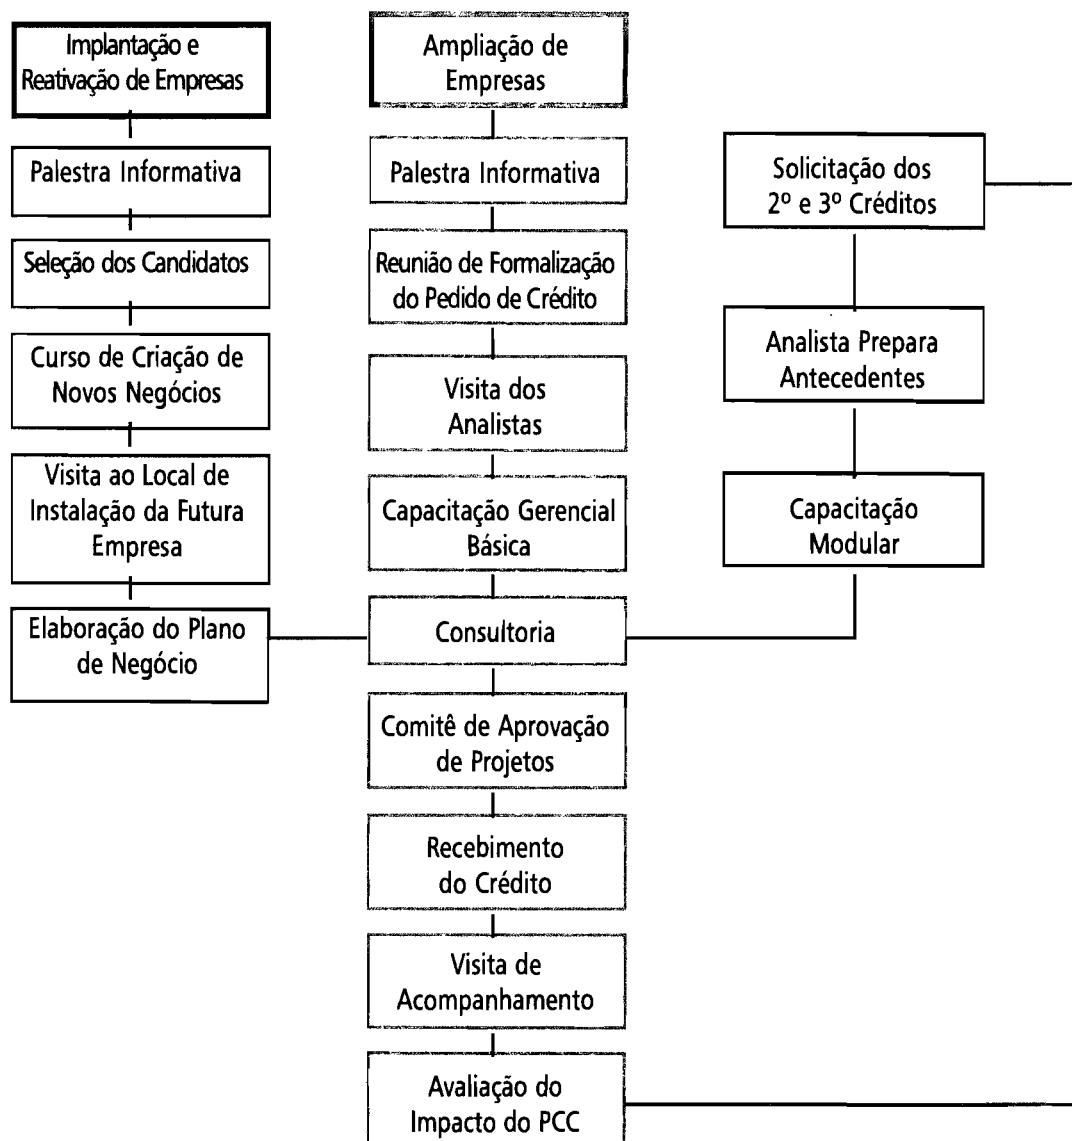 Implantação e
Reativação de Empresas
Palestra Informativa
Seleção dos Candidatos
Curso de Criação de
Novos Negócios
Visita ao Local de
Instalação da Futura
Empresa
Elaboração do Plano
de Negócio
Ampliação de
Empresas
Palestra Informativa
Reunião de Formalização
do Pedido de Crédito
Visita dos
Analistas
Capacitação Gerencial
Básica
Consultoria
Comitê de Aprovação
de Projetos
Recebimento
do Crédito
Visita de
Acompanhamento
Avaliação do
Impacto do PCC
Solicitação dos
2º e 3º Créditos
Analista Prepara
Antecedentes
Capacitação
Modular